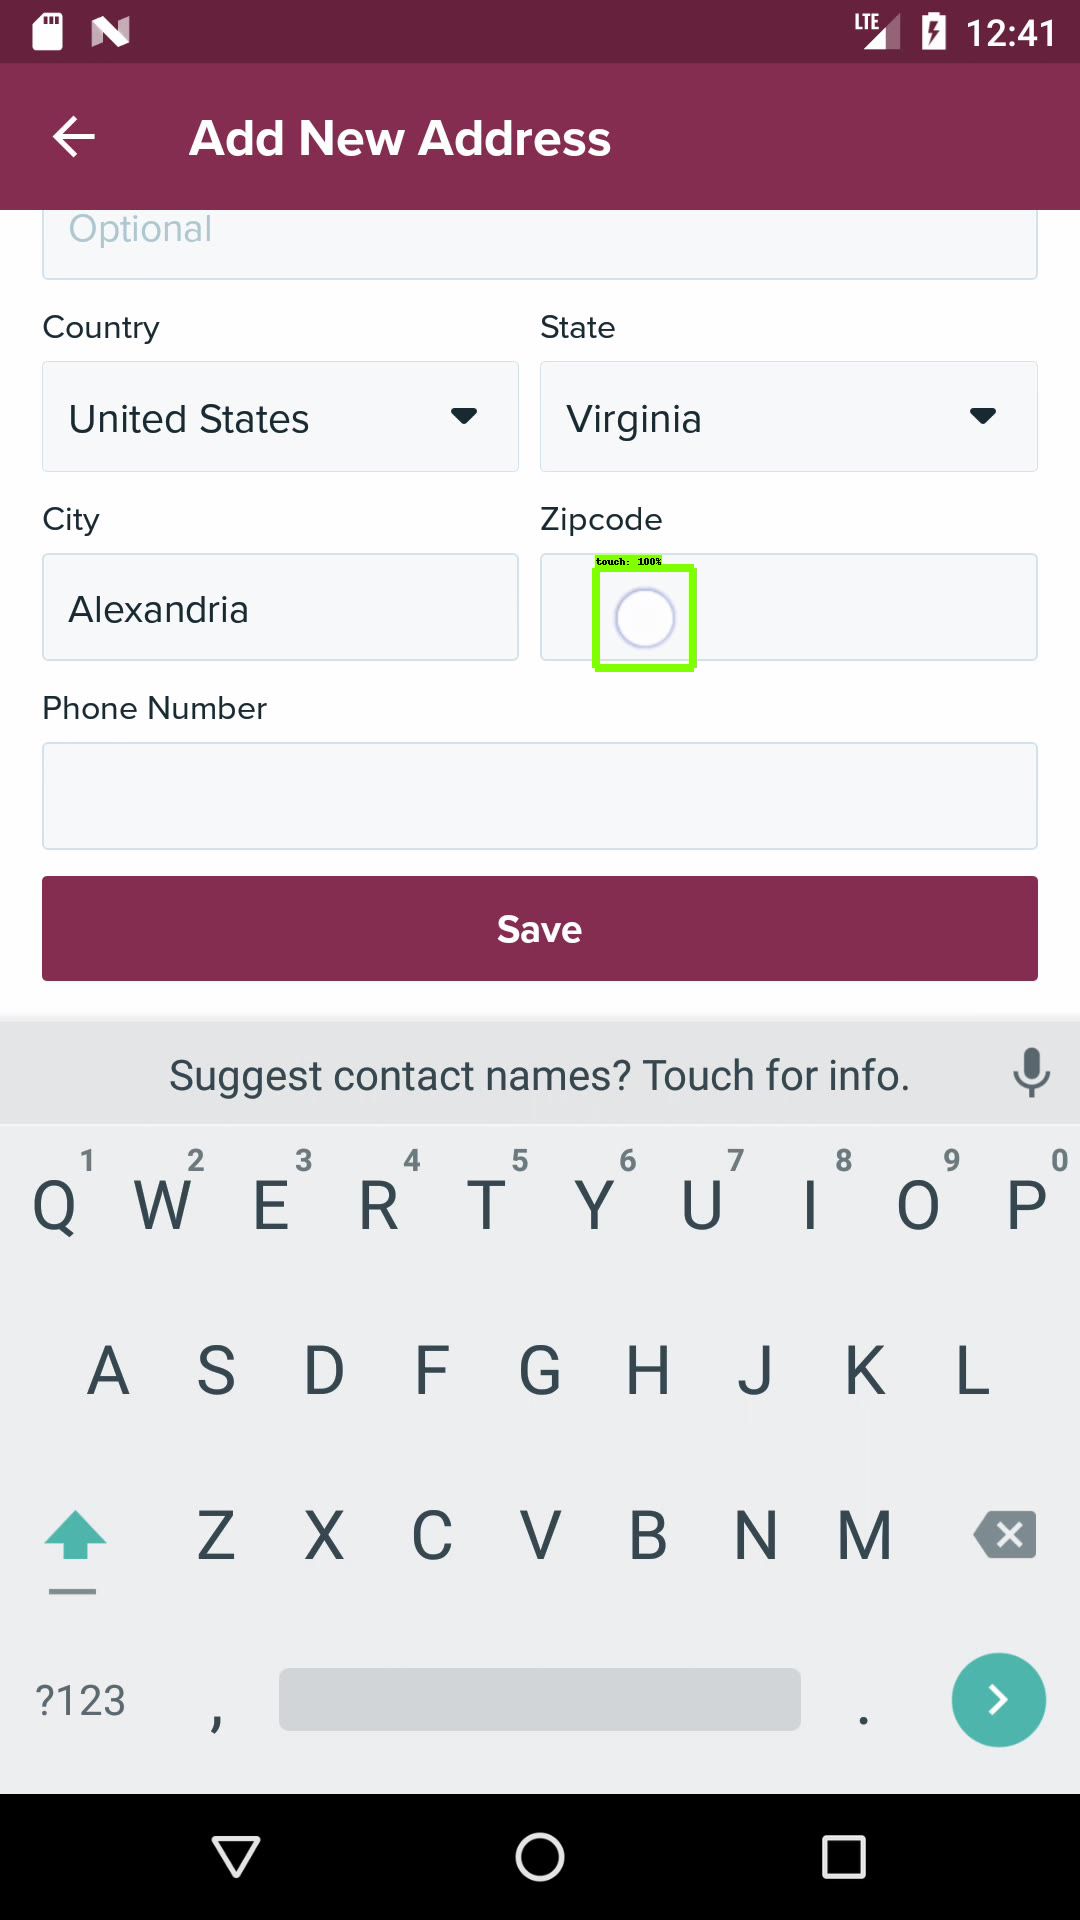 LTE 12:41
Add New Address
Optional
Country State
United States Virginia
City Zipcode
touch: 100%
Alexandria
Phone Number
Save
Suggest contact names? Touch for info.
1 2 3 4 5 6 7 8 9 0
Q W E R T Y U I O P
A S D F G H J K L
Z X C V B N M
?123 , .